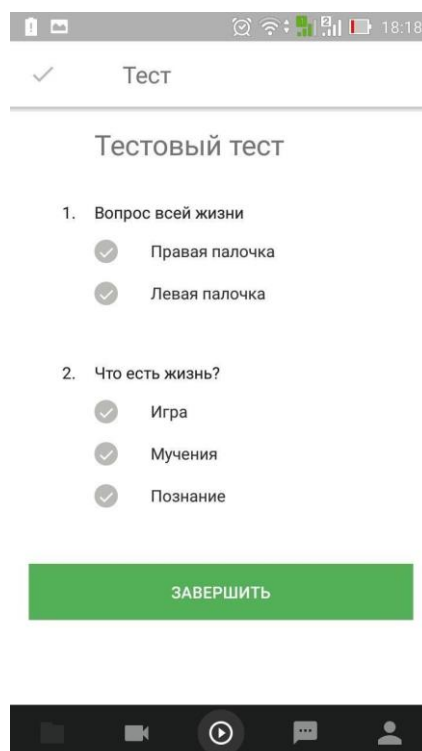 18:18
Тест
Тестовый тест
1. Вопрос всей жизни
Правая палочка
Левая палочка
2. Что есть жизнь?
Игра
Мучения
Познание
ЗАВЕРШИТЬ